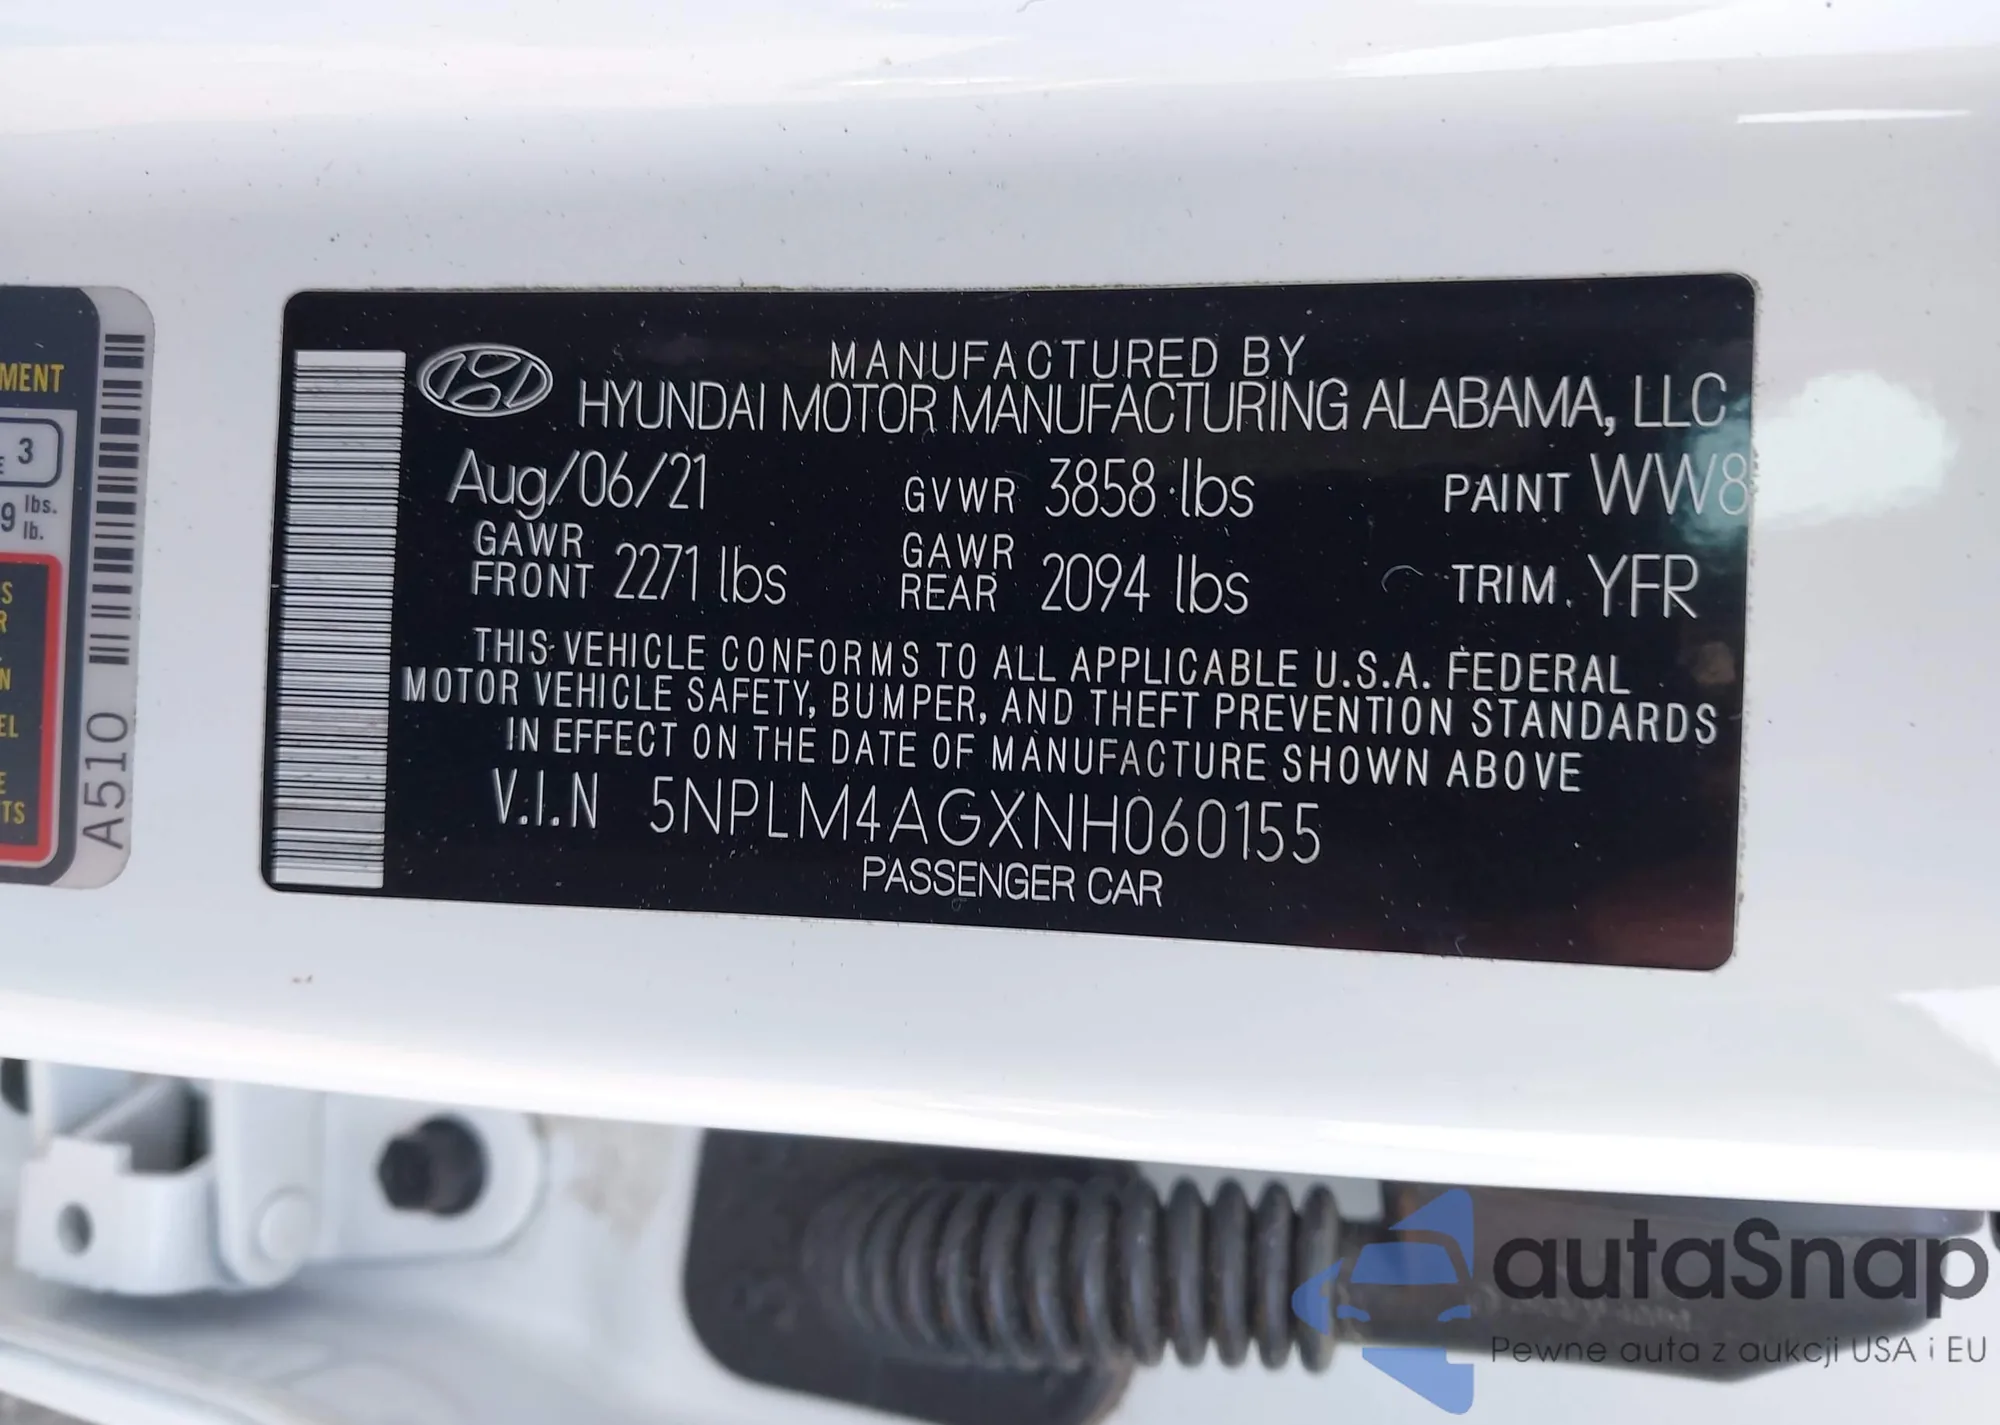 MENT
3
9 lbs.
lb.
S
R
N
EL
E
TS
A510
MANUFACTURED BY
HYUNDAI MOTOR MANUFACTURING ALABAMA, LLC
Aug/06/21 GVWR 3858 lbs PAINT WW8
GAWR FRONT 2271 lbs GAWR REAR 2094 lbs TRIM. YFR
THIS VEHICLE CONFORMS TO ALL APPLICABLE U.S.A. FEDERAL
MOTOR VEHICLE SAFETY, BUMPER, AND THEFT PREVENTION STANDARDS
IN EFFECT ON THE DATE OF MANUFACTURE SHOWN ABOVE
V.I.N 5NPLM4AGXNH060155
PASSENGER CAR
autaSnap
Pewne auta z aukcji USA i EU